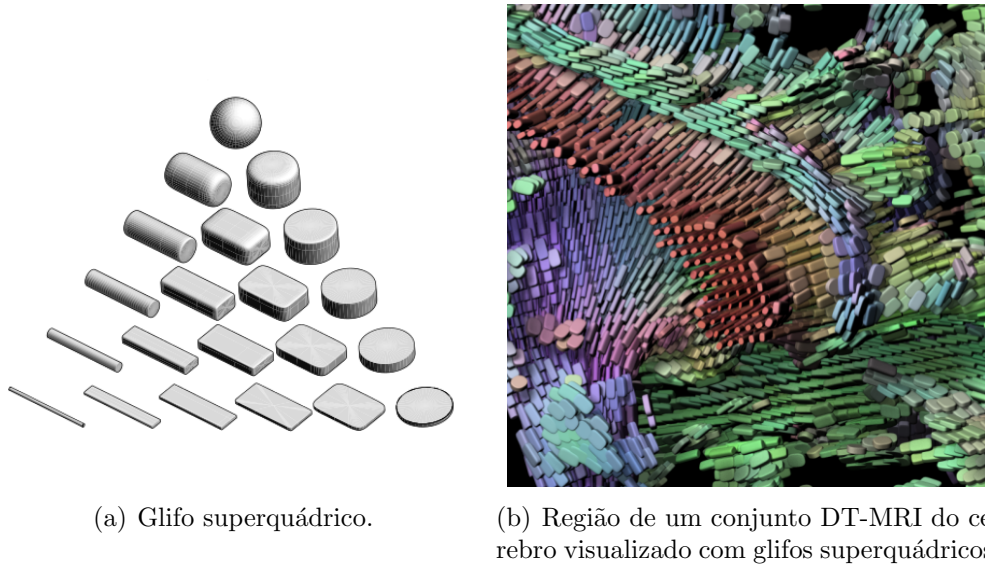 (a) Glifo superquádrico.
(b) Região de um conjunto DT-MRI do ce
rebro visualizado com glifos superquádricos